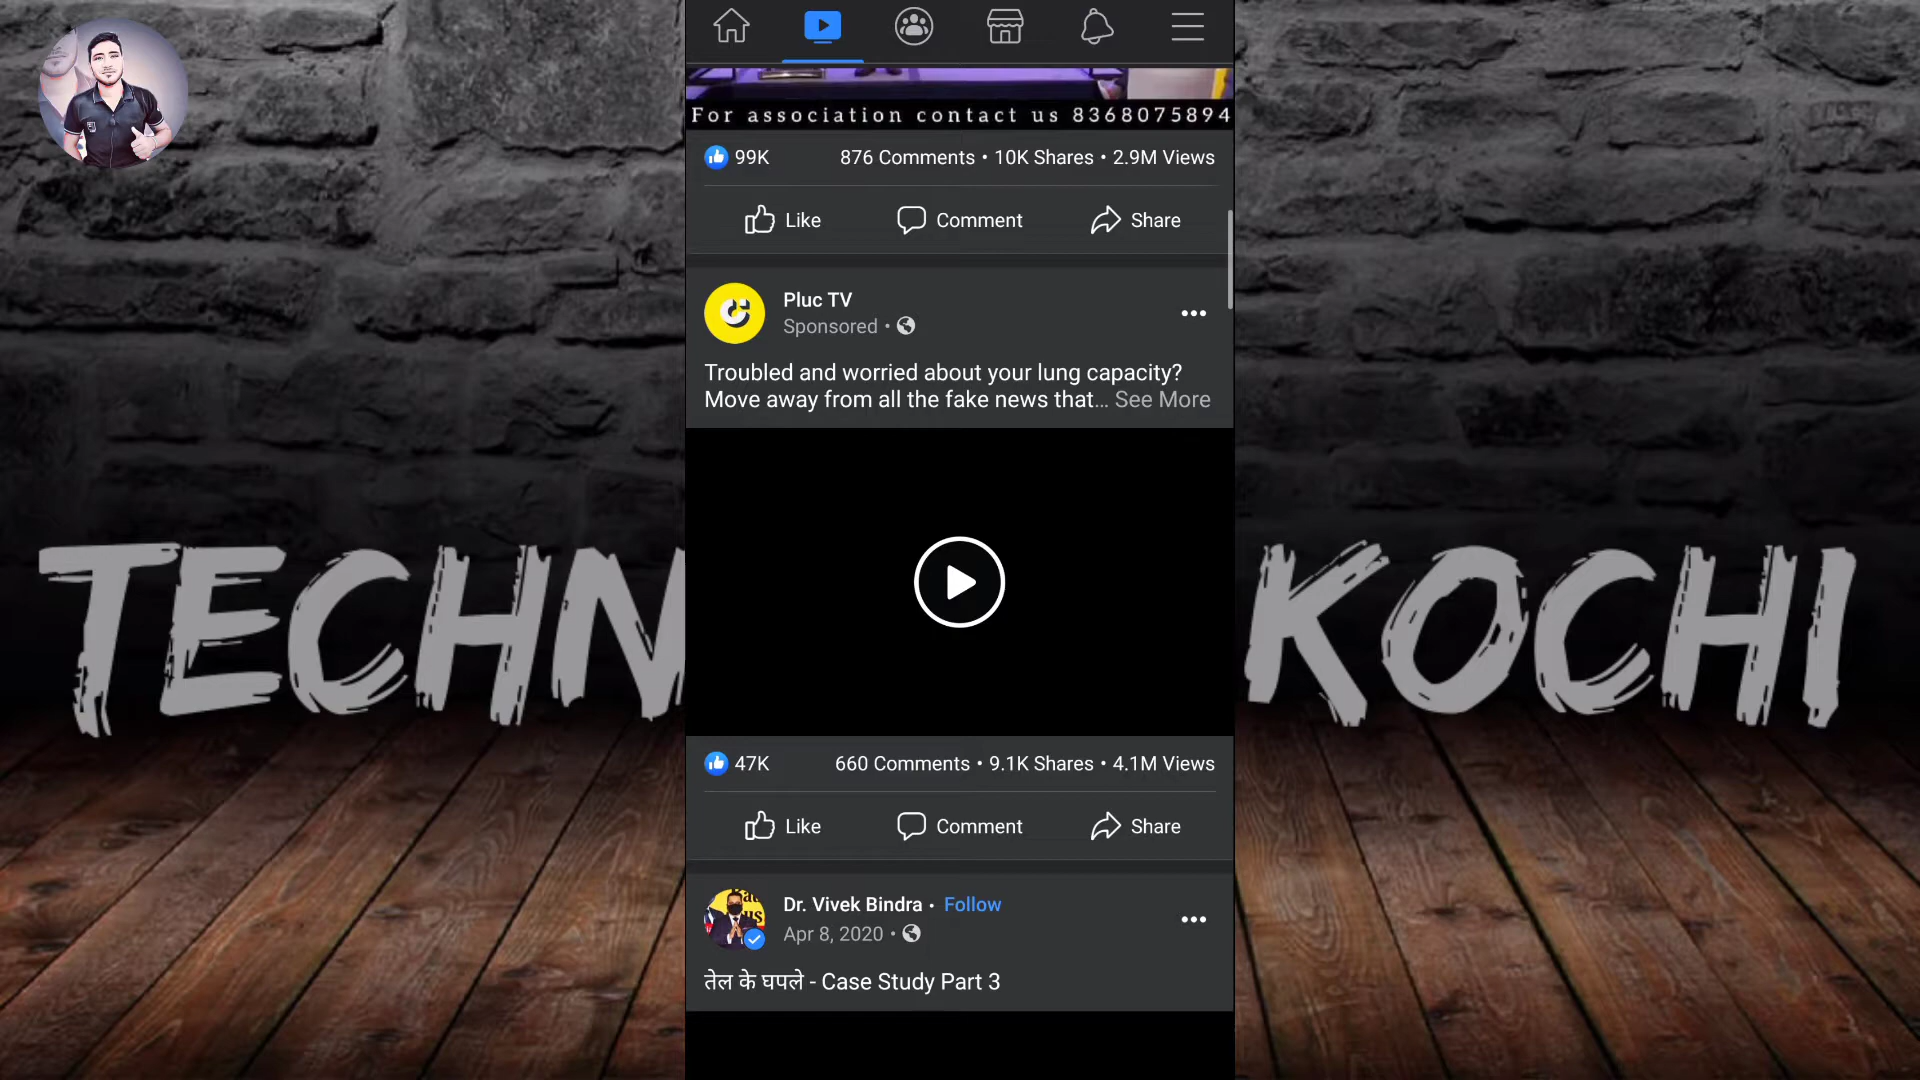 For association contact us 8368075894
99K
876 Comments • 10K Shares • 2.9M Views
Like Comment Share
Pluc TV
Sponsored •
Troubled and worried about your lung capacity?
Move away from all the fake news that... See More
TECHN KOCHI
47K
660 Comments • 9.1K Shares • 4.1M Views
Like Comment Share
Dr. Vivek Bindra • Follow
Apr 8, 2020 •
तेल के घपले - Case Study Part 3